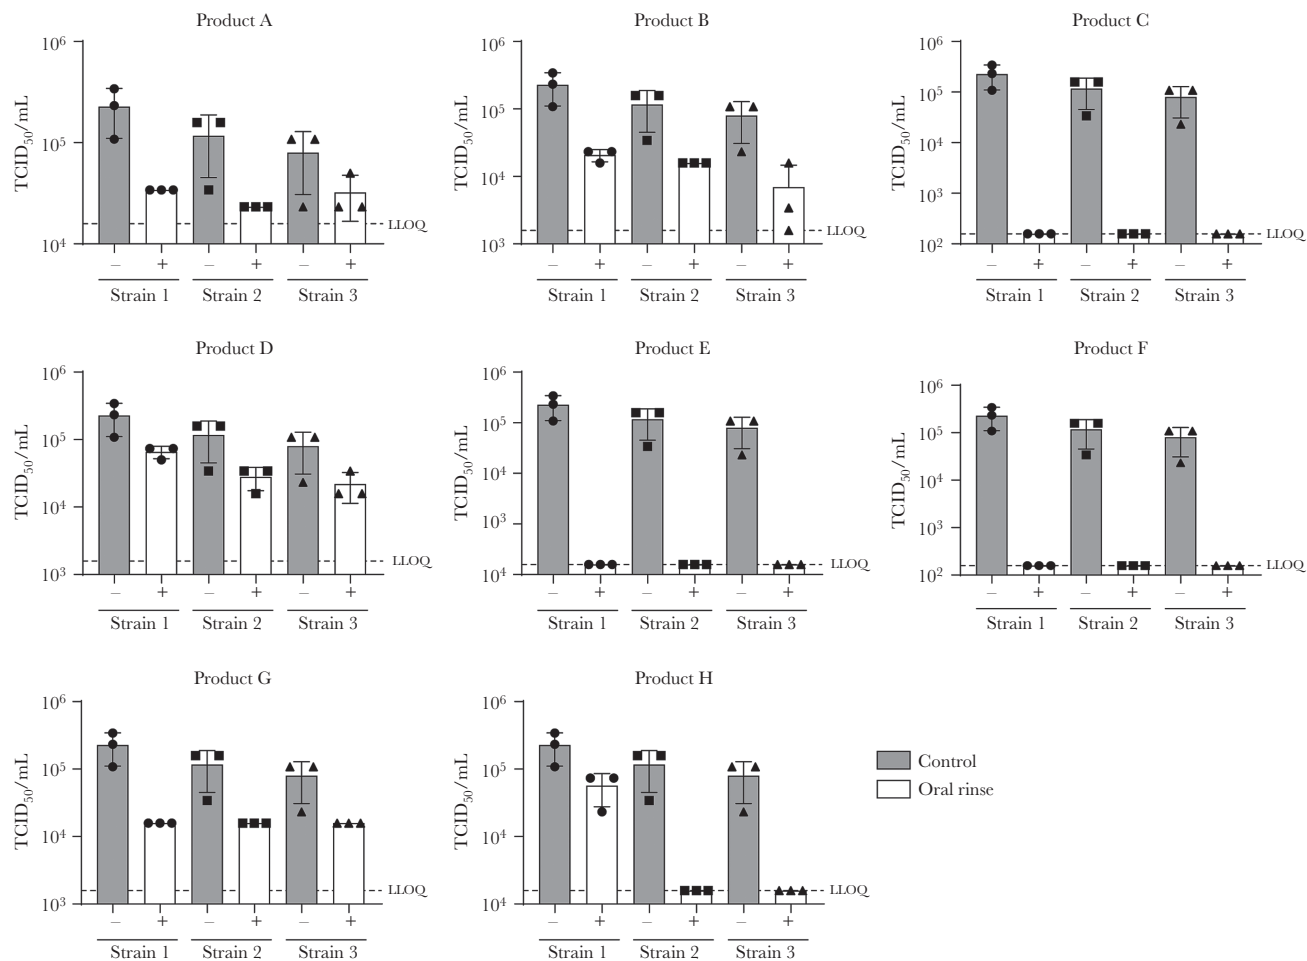 Product A
10⁶
10⁵
10⁴
TCID₅₀/mL
LLOQ
– + – + – +
Strain 1 Strain 2 Strain 3
Product B
10⁶
10⁵
10⁴
10³
TCID₅₀/mL
LLOQ
– + – + – +
Strain 1 Strain 2 Strain 3
Product C
10⁶
10⁵
10⁴
10³
10²
TCID₅₀/mL
LLOQ
– + – + – +
Strain 1 Strain 2 Strain 3
Product D
10⁶
10⁵
10⁴
10³
TCID₅₀/mL
LLOQ
– + – + – +
Strain 1 Strain 2 Strain 3
Product E
10⁶
10⁵
10⁴
10³
10⁴
TCID₅₀/mL
LLOQ
– + – + – +
Strain 1 Strain 2 Strain 3
Product F
10⁶
10⁵
10⁴
10³
10²
TCID₅₀/mL
LLOQ
– + – + – +
Strain 1 Strain 2 Strain 3
Product G
10⁶
10⁵
10⁴
10³
TCID₅₀/mL
LLOQ
– + – + – +
Strain 1 Strain 2 Strain 3
Product H
10⁶
10⁵
10⁴
10⁴
TCID₅₀/mL
LLOQ
– + – + – +
Strain 1 Strain 2 Strain 3
Control
Oral rinse